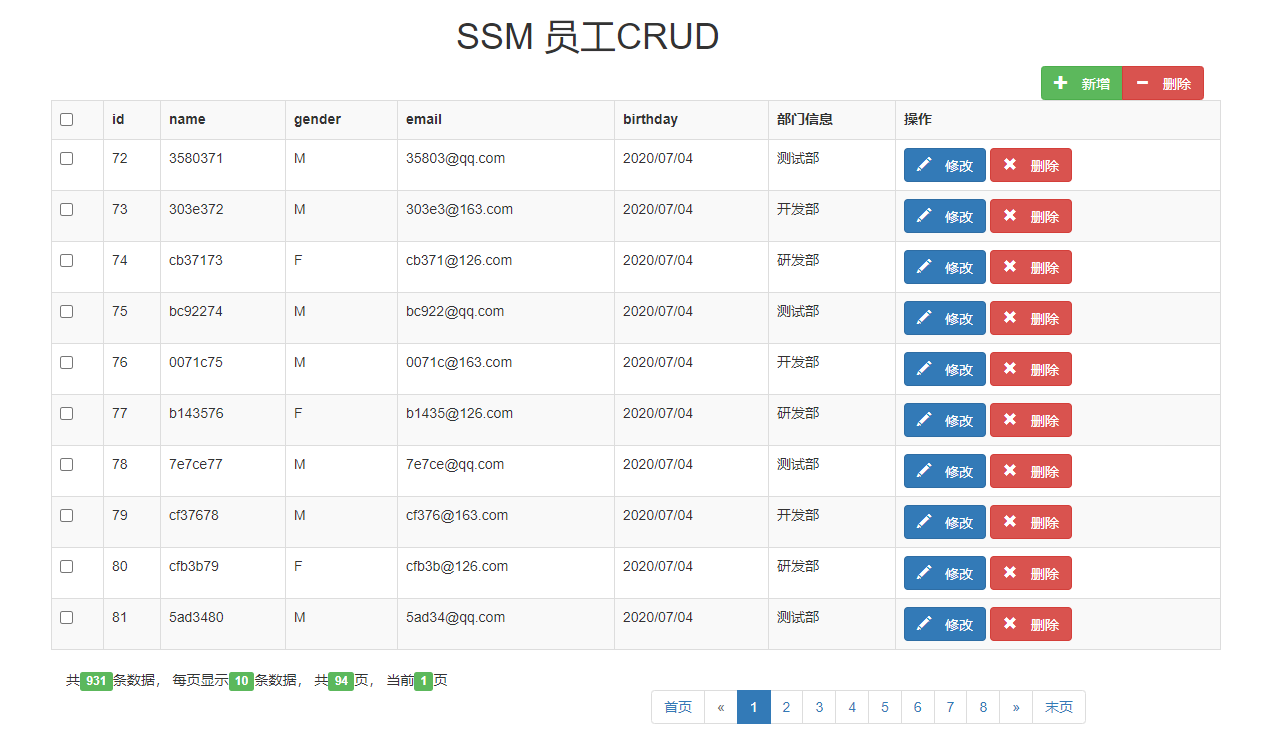 SSM 员工CRUD
新增 删除
id name gender email birthday 部门信息 操作
72 3580371 M 35803@qq.com 2020/07/04 测试部 修改 删除
73 303e372 M 303e3@163.com 2020/07/04 开发部 修改 删除
74 cb37173 F cb371@126.com 2020/07/04 研发部 修改 删除
75 bc92274 M bc922@qq.com 2020/07/04 测试部 修改 删除
76 0071c75 M 0071c@163.com 2020/07/04 开发部 修改 删除
77 b143576 F b1435@126.com 2020/07/04 研发部 修改 删除
78 7e7ce77 M 7e7ce@qq.com 2020/07/04 测试部 修改 删除
79 cf37678 M cf376@163.com 2020/07/04 开发部 修改 删除
80 cfb3b79 F cfb3b@126.com 2020/07/04 研发部 修改 删除
81 5ad3480 M 5ad34@qq.com 2020/07/04 测试部 修改 删除
共931条数据， 每页显示10条数据， 共94页， 当前1页
首页 « 1 2 3 4 5 6 7 8 » 末页